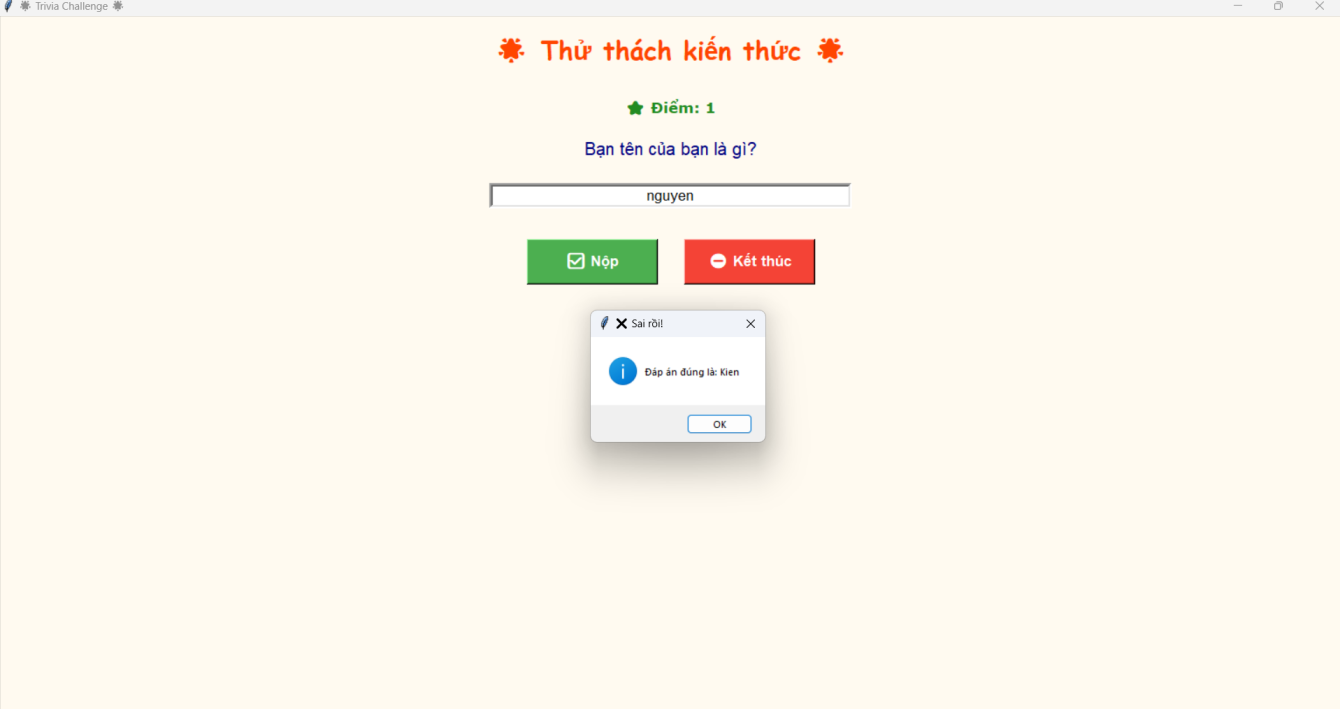 Trivia Challenge
Thử thách kiến thức
Điểm: 1
Bạn tên của bạn là gì?
nguyen
Nộp
Kết thúc
Sai rồi!
Đáp án đúng là: Kien
OK